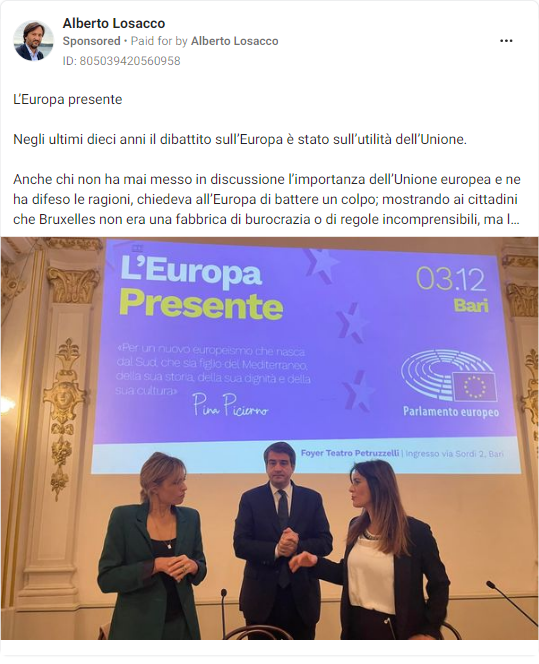 Alberto Losacco
Sponsored • Paid for by Alberto Losacco
ID: 805039420560958
L'Europa presente
Negli ultimi dieci anni il dibattito sull'Europa è stato sull'utilità dell'Unione.
Anche chi non ha mai messo in discussione l'importanza dell'Unione europea e ne
ha difeso le ragioni, chiedeva all'Europa di battere un colpo; mostrando ai cittadini
che Bruxelles non era una fabbrica di burocrazia o di regole incomprensibili, ma l...
L'Europa
Presente
03.12
Bari
«Per un nuovo europeismo che nasca
dal Sud, che sia figlio del Mediterraneo,
della sua storia, della sua dignità e della
sua cultura»
Pina Picierno
Parlamento europeo
Foyer Teatro Petruzzelli | Ingresso via Sordi 2, Bari